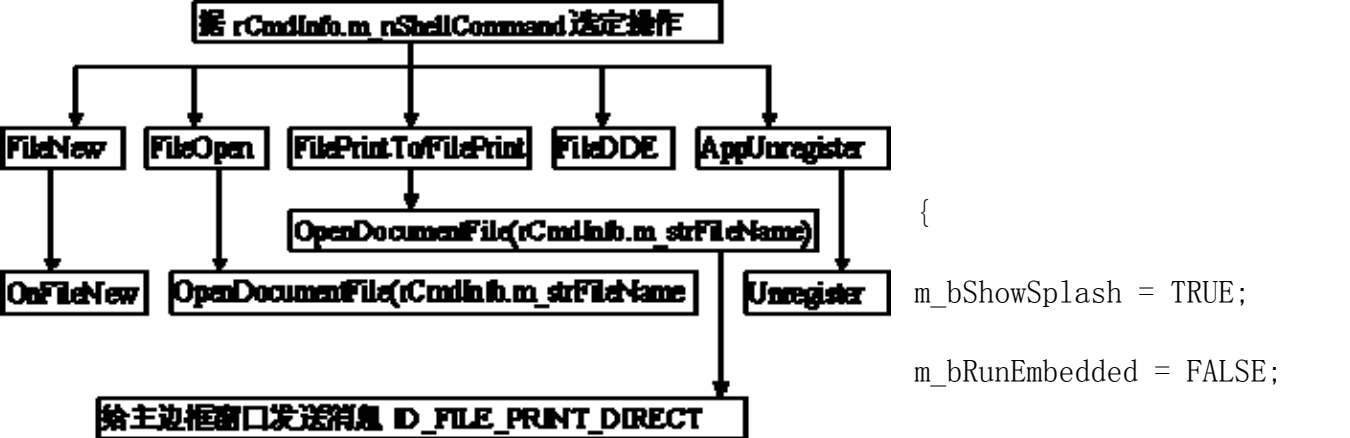 据 rCmdInfo.m_nShellCommand 选定操作
FileNew
FileOpen
FilePrintTo/FilePrint
FileDDE
AppUnregister
OpenDocumentFile(rCmdInfo.m_strFileName)
{
OnFileNew
OpenDocumentFile(rCmdInfo.m_strFileName
Unregister
m_bShowSplash = TRUE;
m_bRunEmbedded = FALSE;
给主边框窗口发送消息 ID_FILE_PRINT_DIRECT